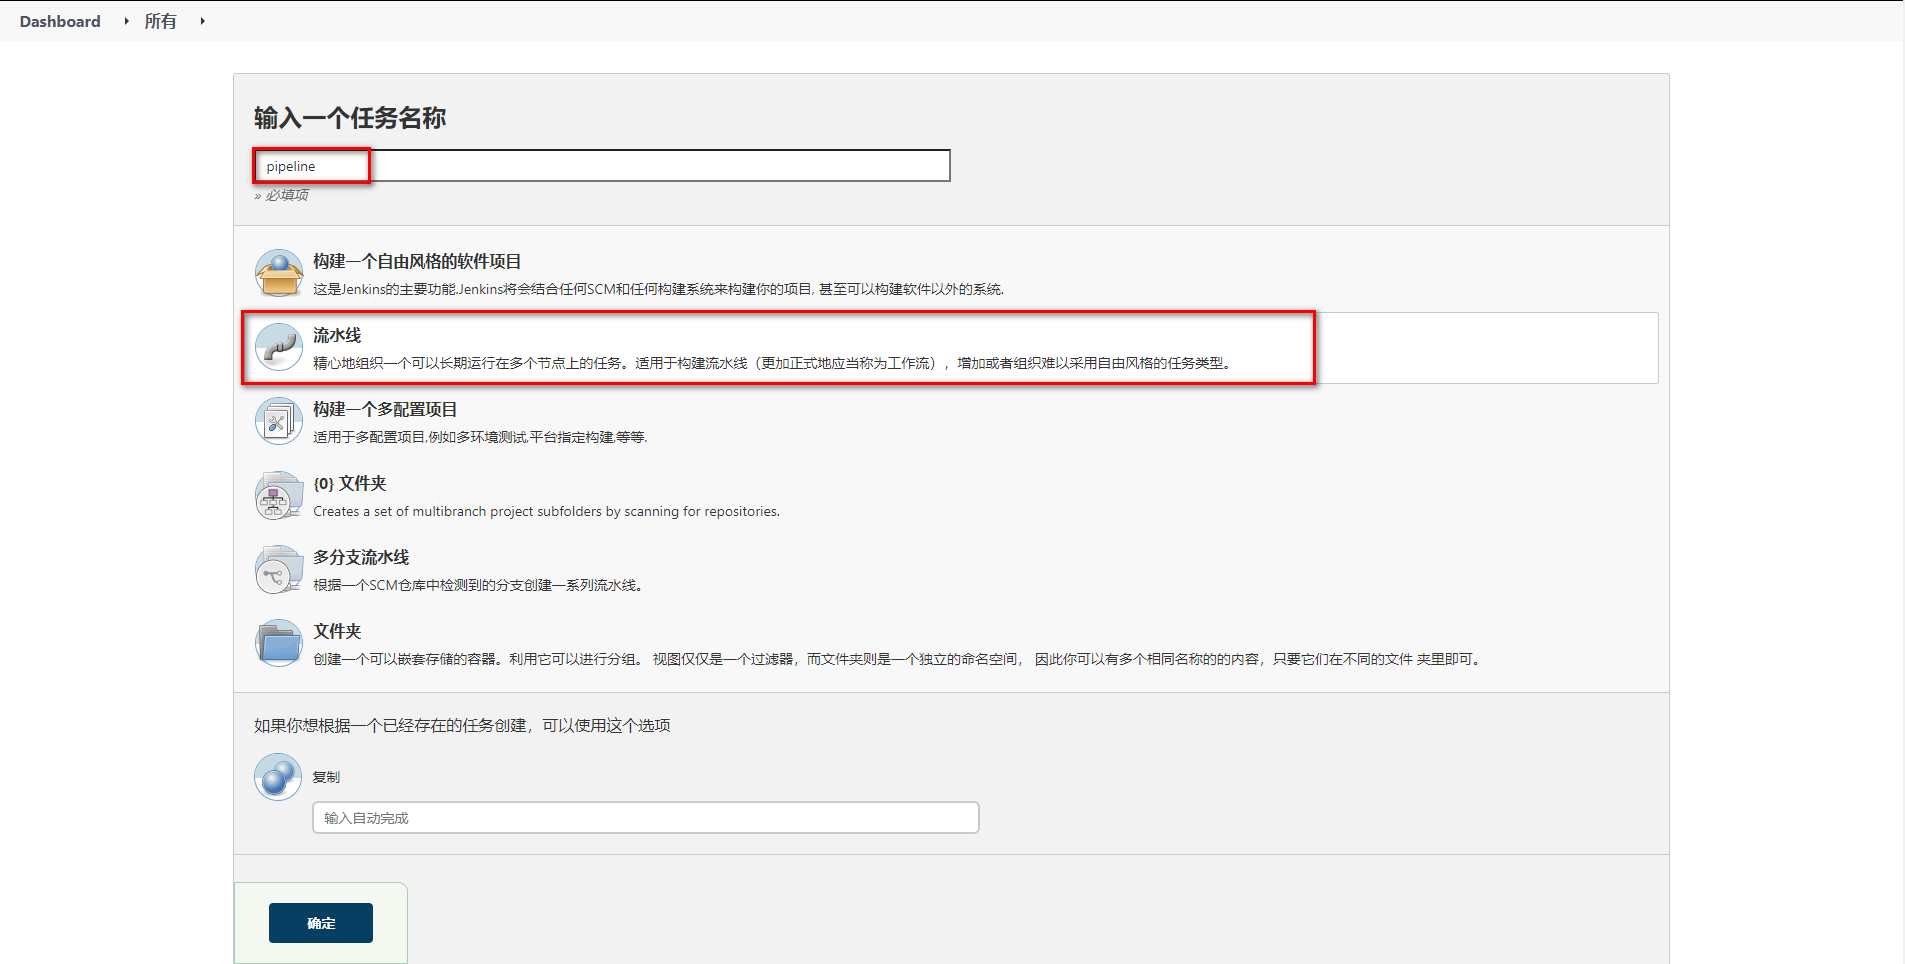 Dashboard 所有
输入一个任务名称
pipeline
» 必填项
构建一个自由风格的软件项目
这是Jenkins的主要功能.Jenkins将会结合任何SCM和任何构建系统来构建你的项目, 甚至可以构建软件以外的系统.
流水线
精心地组织一个可以长期运行在多个节点上的任务。适用于构建流水线（更加正式地应当称为工作流），增加或者组织难以采用自由风格的任务类型。
构建一个多配置项目
适用于多配置项目,例如多环境测试,平台指定构建,等等.
{0} 文件夹
Creates a set of multibranch project subfolders by scanning for repositories.
多分支流水线
根据一个SCM仓库中检测到的分支创建一系列流水线。
文件夹
创建一个可以嵌套存储的容器。利用它可以进行分组。 视图仅仅是一个过滤器，而文件夹则是一个独立的命名空间， 因此你可以有多个相同名称的的内容，只要它们在不同的文件 夹里即可。
如果你想根据一个已经存在的任务创建，可以使用这个选项
复制
输入自动完成
确定